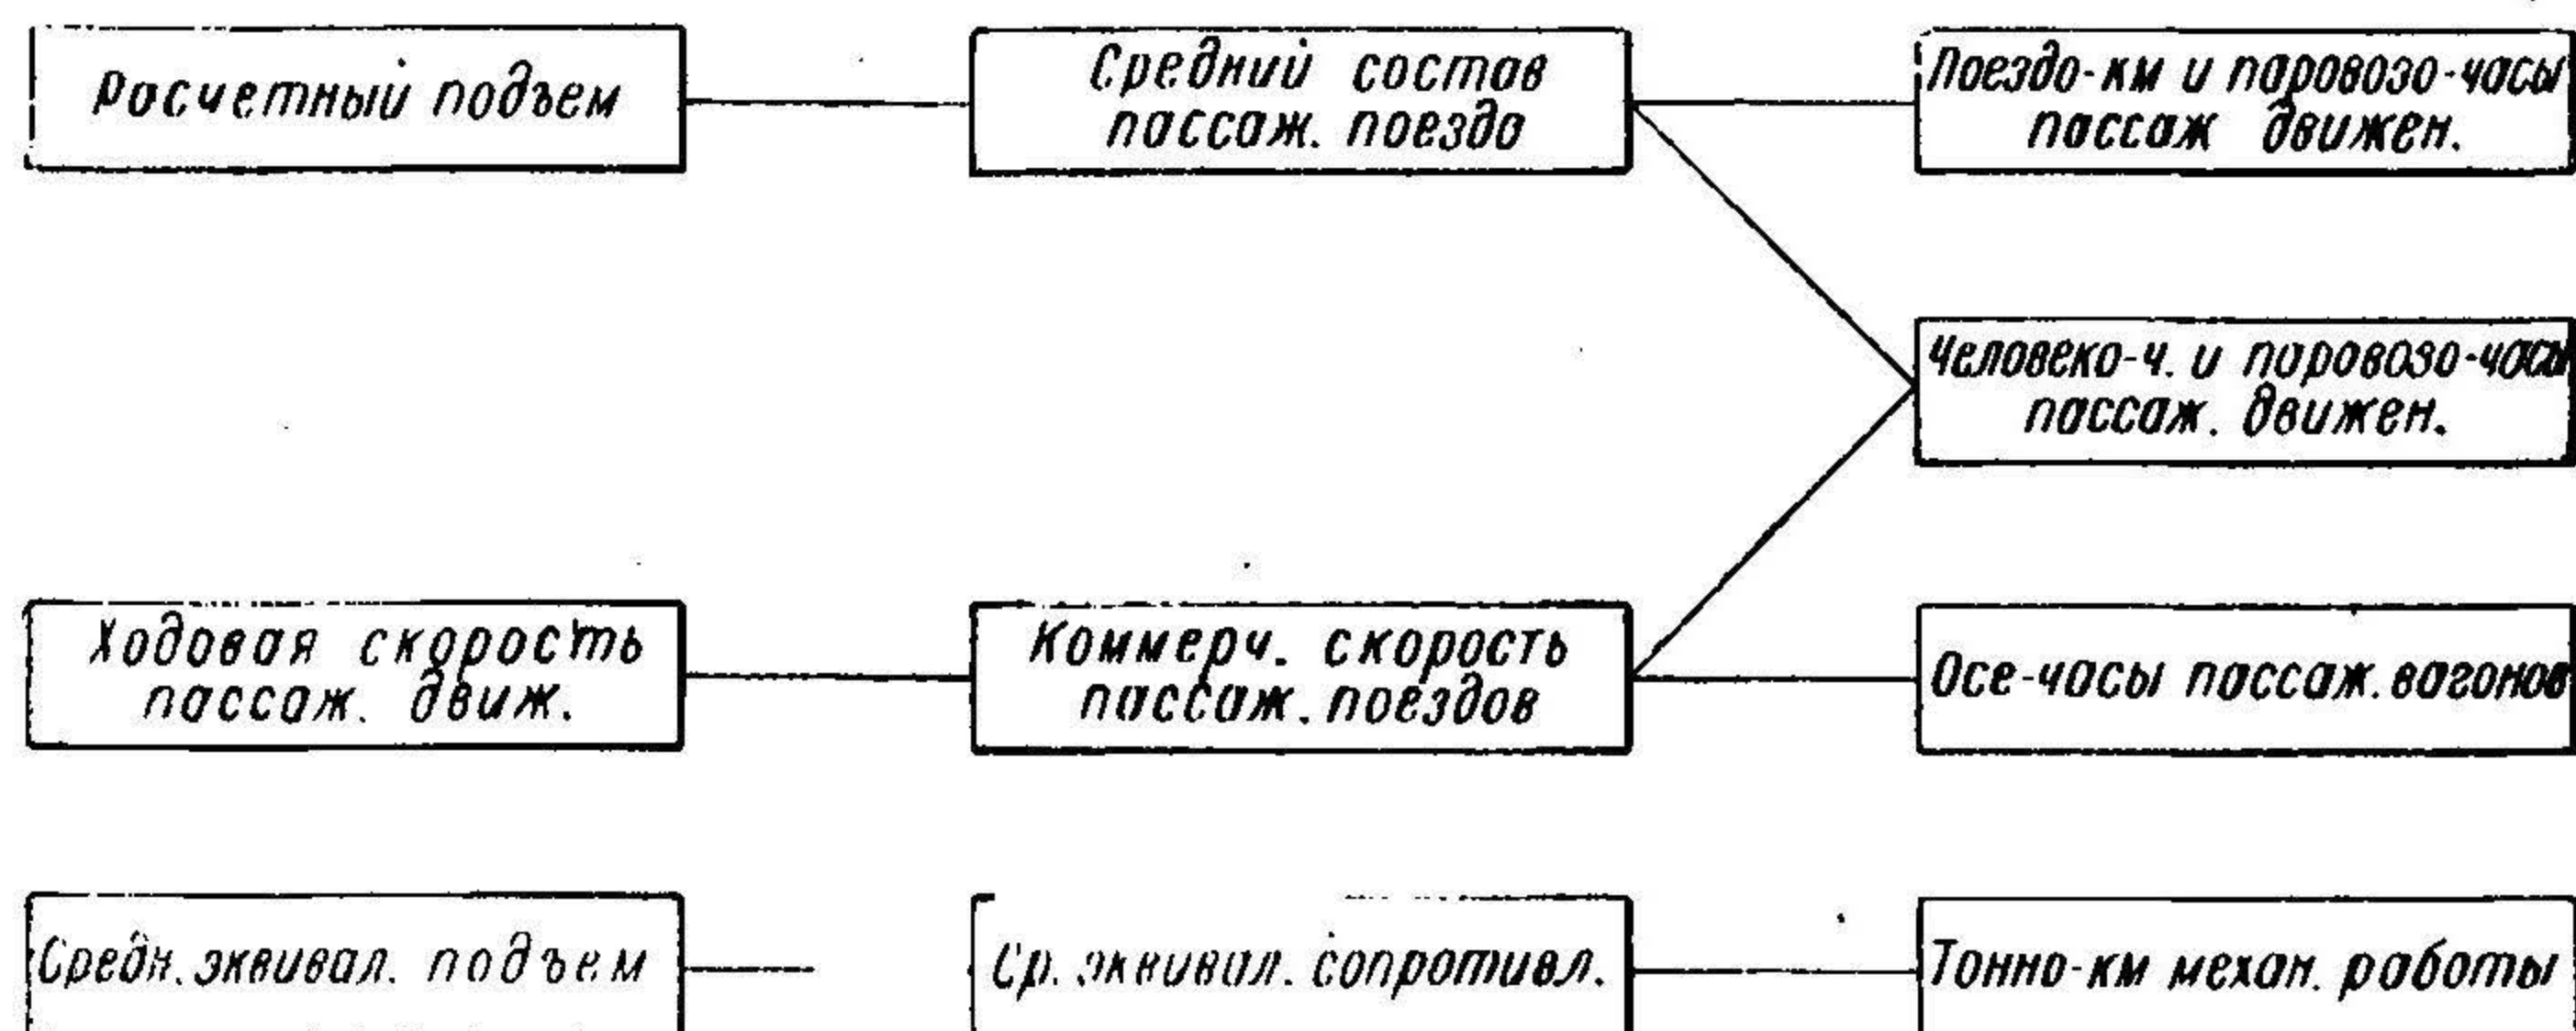 Расчетный подъем
Средний состав
пассаж. поезда
Поездо-км и паровозо-часы
пассаж движен.
Человеко-ч. и паровозо-часы
пассаж. движен.
Ходовая скорость
пассаж. движ.
Коммерч. скорость
пассаж. поездов
Осе-часы пассаж. вагонов
Средн. эквивал. подъем
Ср. эквивал. сопротивл.
Тонно-км механ. работы